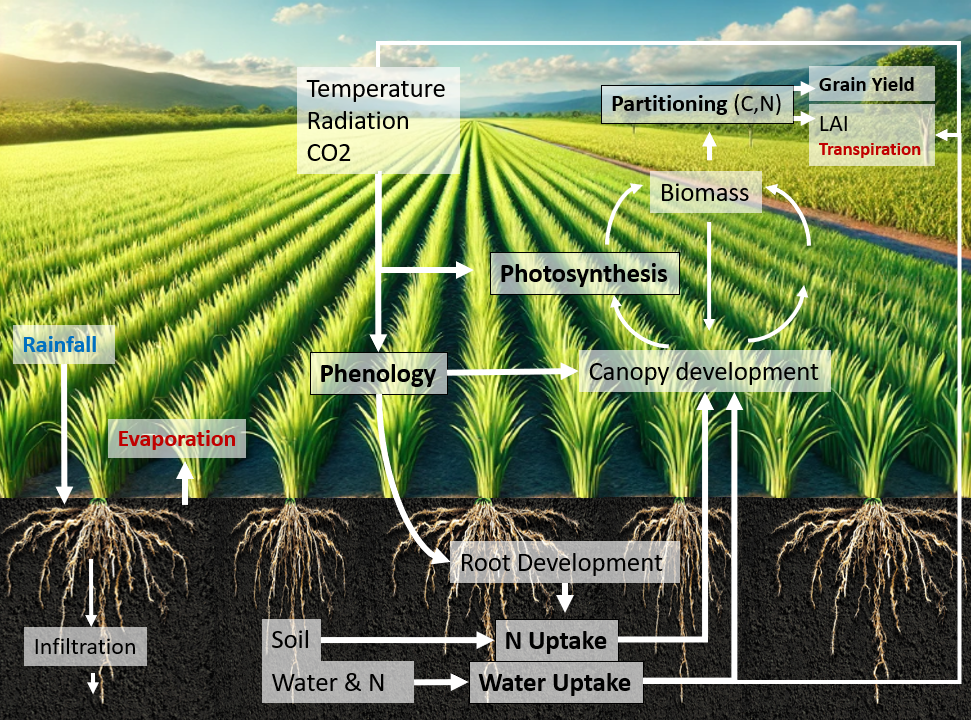 Temperature
Radiation
CO2
Partitioning (C,N)
Grain Yield
LAI
Transpiration
Biomass
Photosynthesis
Rainfall
Phenology
Canopy development
Evaporation
Root Development
Infiltration
Soil
N Uptake
Water & N
Water Uptake